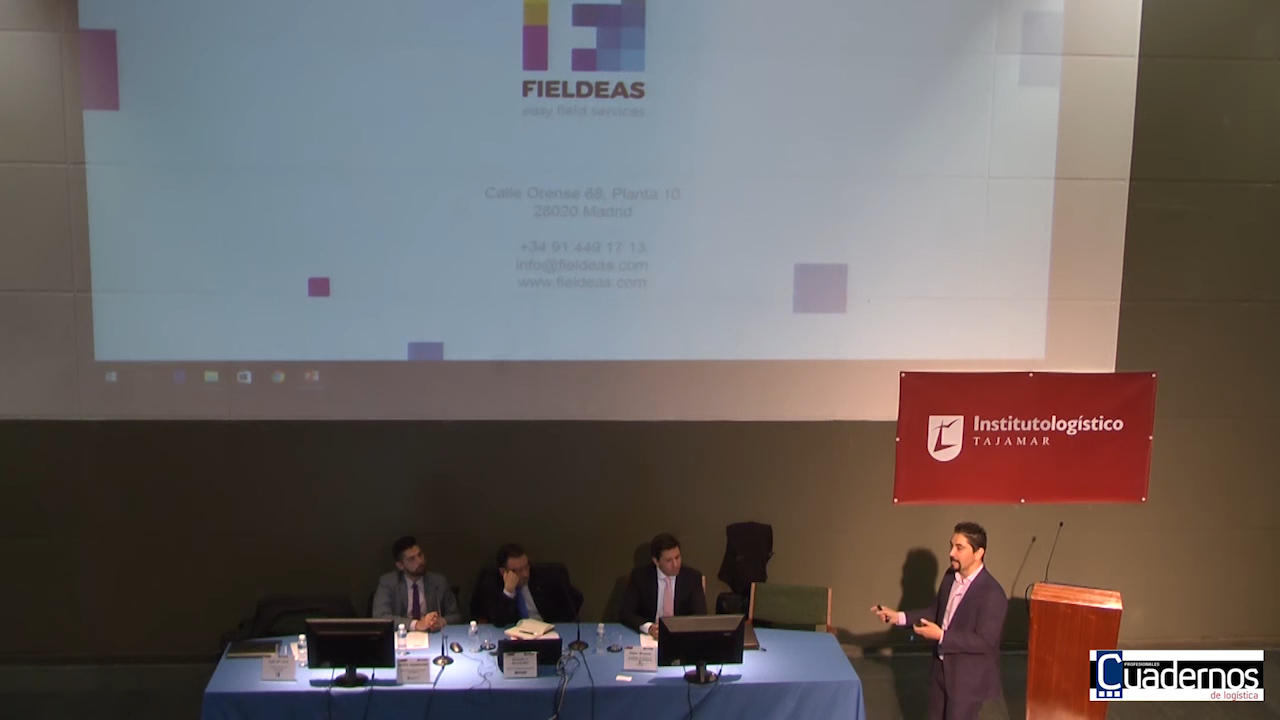 FIELDEAS
easy field services
Calle Orense 68, Planta 10
28020 Madrid
+34 91 449 17 13
info@fieldeas.com
www.fieldeas.com
Institutologístico
TAJAMAR
PROFESIONALES
Cuadernos
de logística